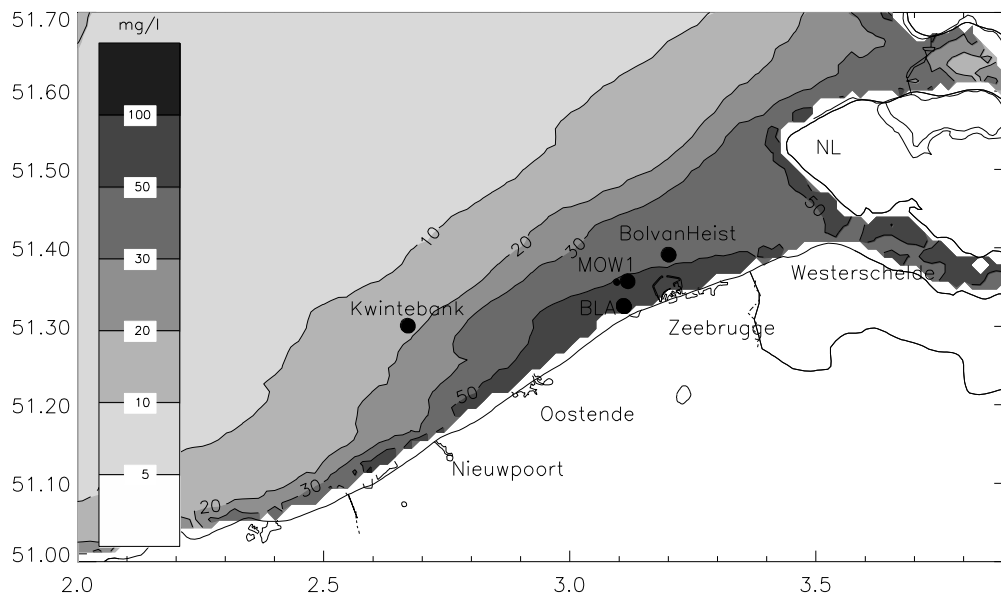 51.70
mg/l
51.60
100
NL
51.50
50
50
10
BolvanHeist
51.40
20
30
30
MOW1
Westerschelde
Kwintebank
BLA
51.30
20
Zeebrugge
10
50
51.20
Oostende
5
Nieuwpoort
51.10
30
20
51.00
2.0
2.5
3.0
3.5